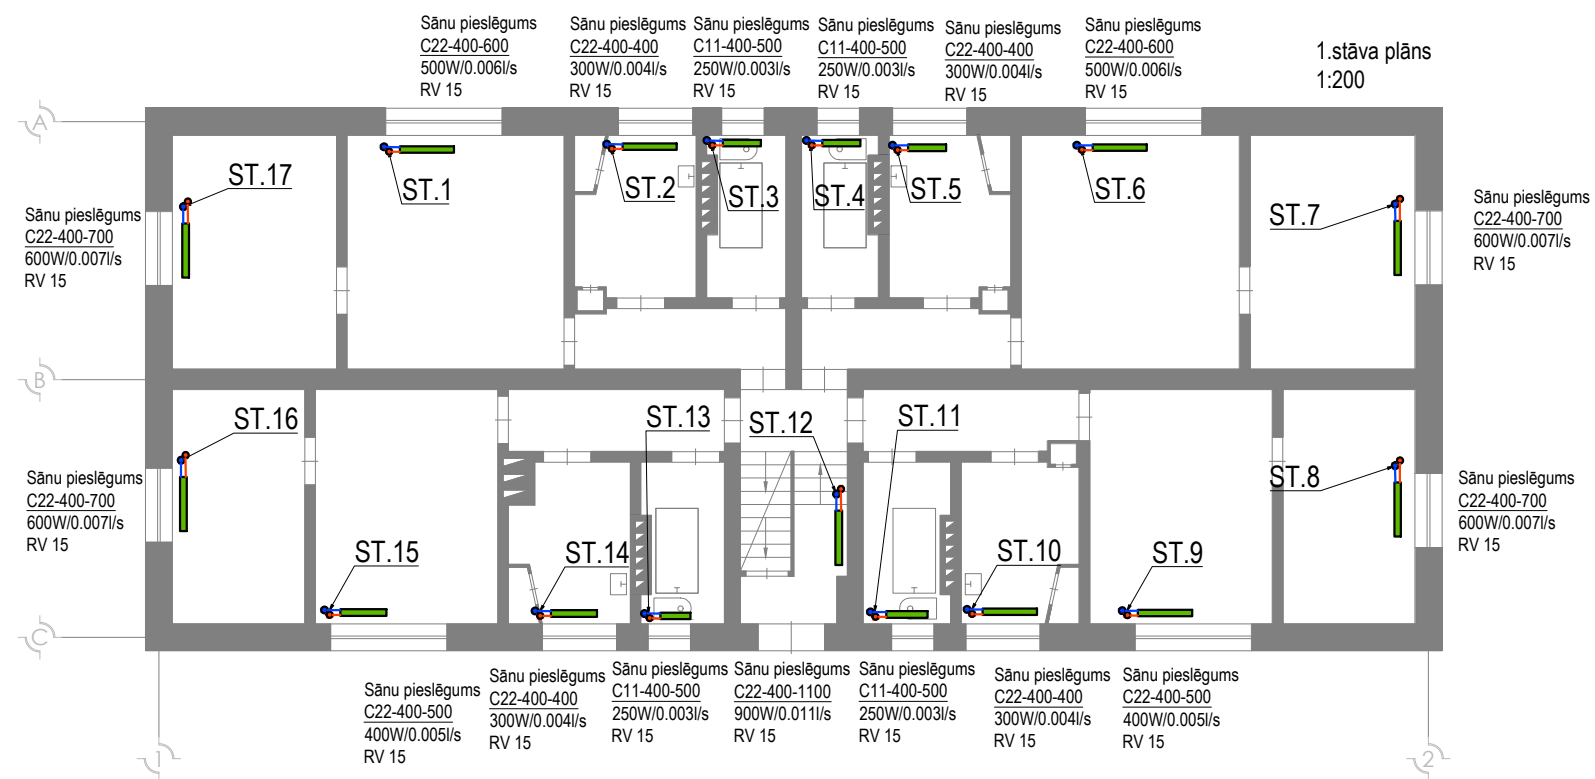 Sānu pieslēgums
C22-400-600
500W/0.006l/s
RV 15
Sānu pieslēgums
C22-400-400
300W/0.004l/s
RV 15
Sānu pieslēgums
C11-400-500
250W/0.003l/s
RV 15
Sānu pieslēgums
C11-400-500
250W/0.003l/s
RV 15
Sānu pieslēgums
C22-400-400
300W/0.004l/s
RV 15
Sānu pieslēgums
C22-400-600
500W/0.006l/s
RV 15
1.stāva plāns
1:200
A
ST.17
ST.1
ST.2
ST.3
ST.4
ST.5
ST.6
ST.7
Sānu pieslēgums
C22-400-700
600W/0.007l/s
RV 15
Sānu pieslēgums
C22-400-700
600W/0.007l/s
RV 15
B
ST.16
ST.13
ST.12
ST.11
ST.8
Sānu pieslēgums
C22-400-700
600W/0.007l/s
RV 15
Sānu pieslēgums
C22-400-700
600W/0.007l/s
RV 15
ST.15
ST.14
ST.10
ST.9
C
Sānu pieslēgums
C22-400-500
400W/0.005l/s
RV 15
Sānu pieslēgums
C22-400-400
300W/0.004l/s
RV 15
Sānu pieslēgums
C11-400-500
250W/0.003l/s
RV 15
Sānu pieslēgums
C22-400-1100
900W/0.011l/s
RV 15
Sānu pieslēgums
C11-400-500
250W/0.003l/s
RV 15
Sānu pieslēgums
C22-400-400
300W/0.004l/s
RV 15
Sānu pieslēgums
C22-400-500
400W/0.005l/s
RV 15
1
2